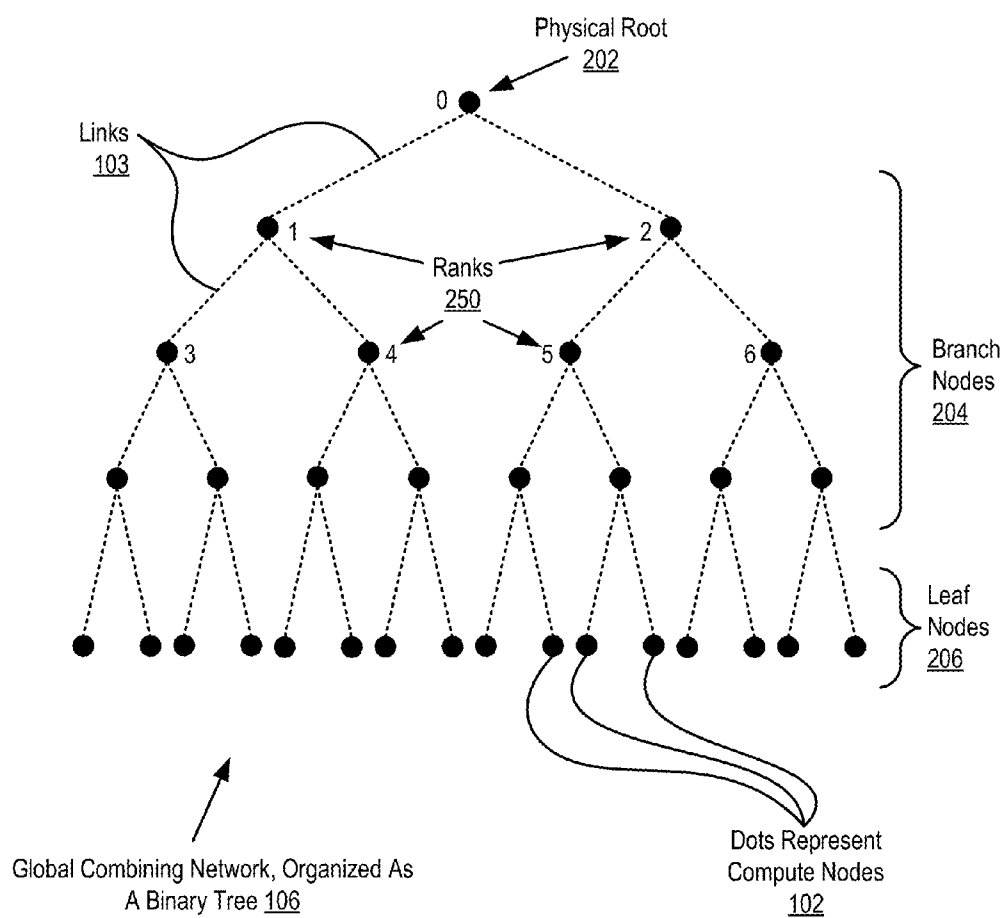 Physical Root
202
0
Links
103
1
2
Ranks
250
3
4
5
6
Branch
Nodes
204
Leaf
Nodes
206
Dots Represent
Compute Nodes
102
Global Combining Network, Organized As
A Binary Tree 106